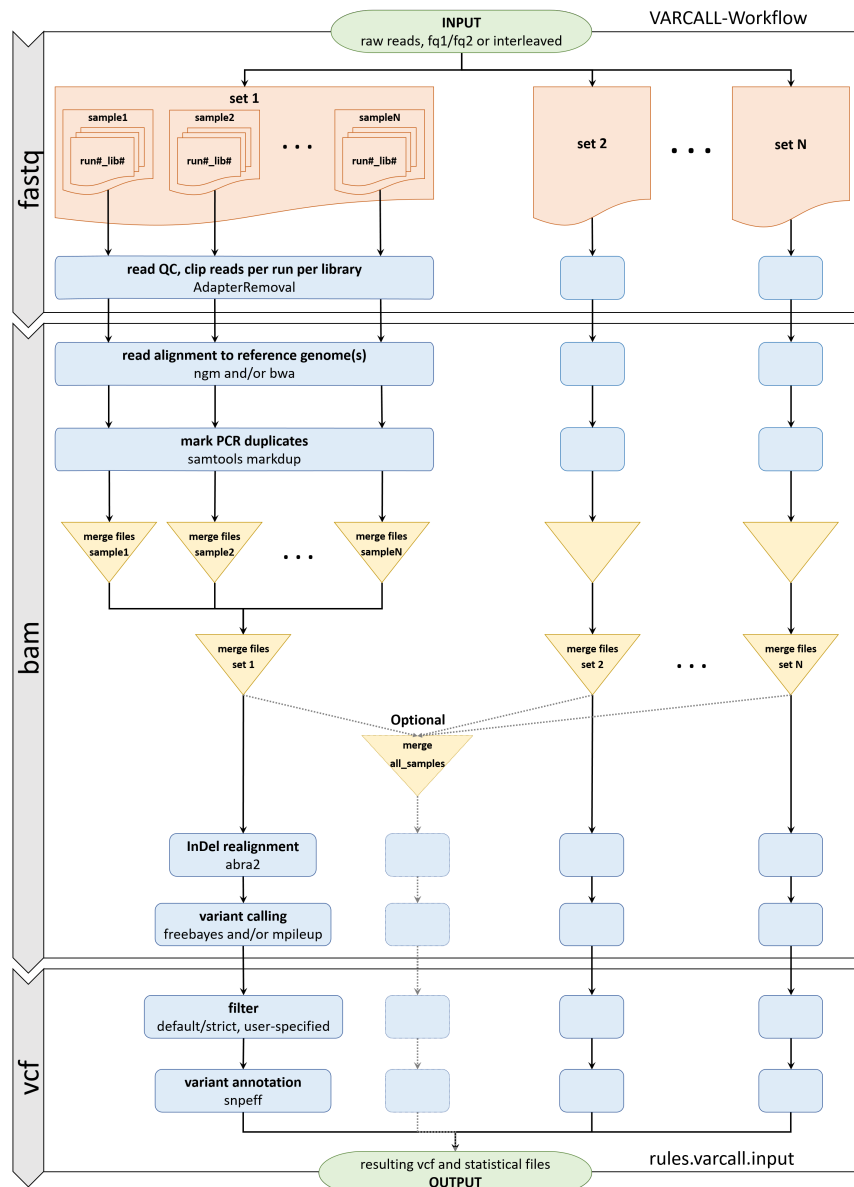 VARCALL-Workflow
INPUT
raw reads, fq1/fq2 or interleaved
fastq
set 1
sample1
sample2
sampleN
run#_lib#
run#_lib#
run#_lib#
. . .
set 2
. . .
set N
read QC, clip reads per run per library
AdapterRemoval
bam
read alignment to reference genome(s)
ngm and/or bwa
mark PCR duplicates
samtools markdup
merge files
sample1
merge files
sample2
. . .
merge files
sampleN
merge files
set 1
merge files
set 2
. . .
merge files
set N
Optional
merge
all_samples
InDel realignment
abra2
variant calling
freebayes and/or mpileup
vcf
filter
default/strict, user-specified
variant annotation
snpeff
resulting vcf and statistical files
OUTPUT
rules.varcall.input